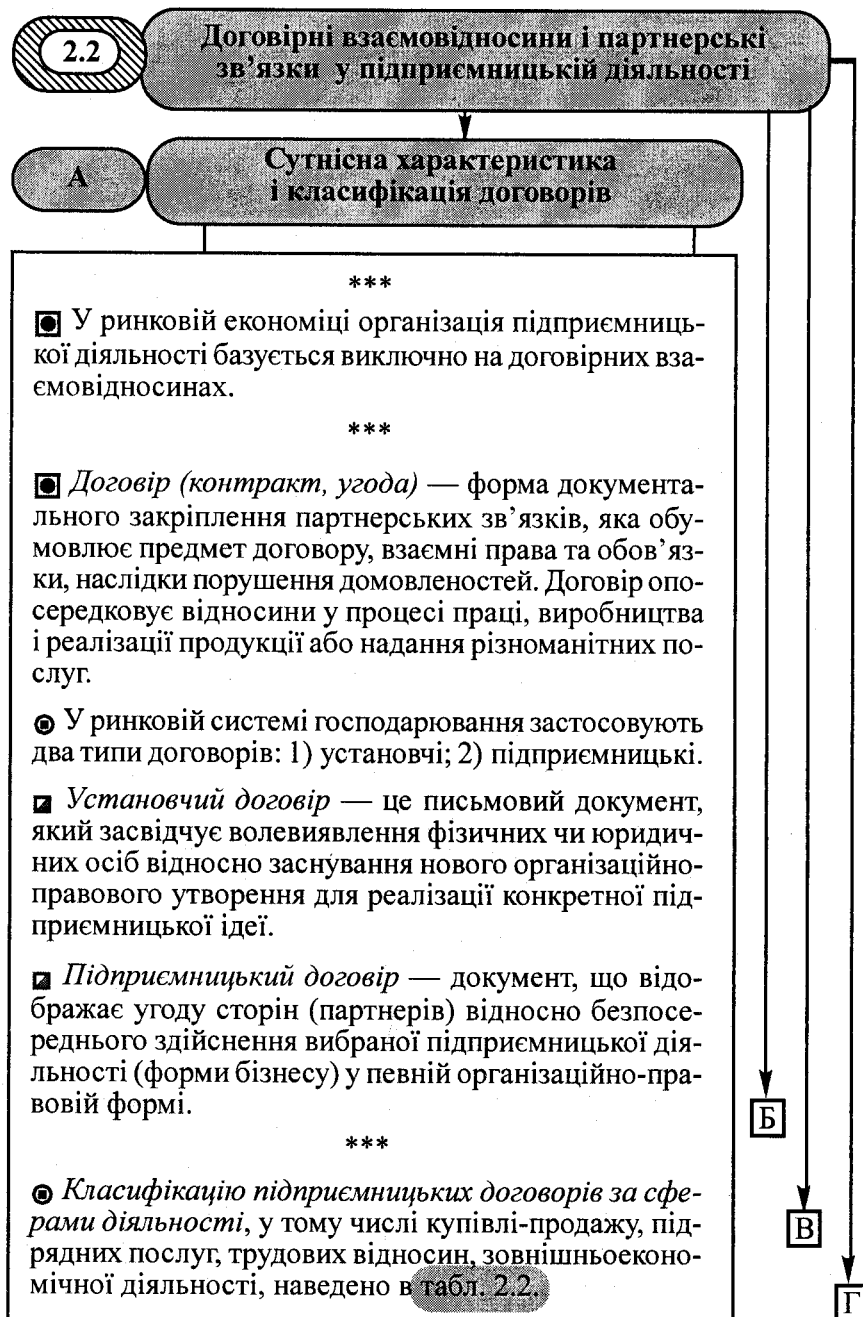 2.2
Договірні взаємовідносини і партнерські
зв’язки у підприємницькій діяльності
А
Сутнісна характеристика
і класифікація договорів
***
У ринковій економіці організація підприємниць-
кої діяльності базується виключно на договірних вза-
ємовідносинах.
***
Договір (контракт, угода) — форма документа-
льного закріплення партнерських зв’язків, яка обу-
мовлює предмет договору, взаємні права та обов’яз-
ки, наслідки порушення домовленостей. Договір опо-
середковує відносини у процесі праці, виробництва
і реалізації продукції або надання різноманітних по-
слуг.
У ринковій системі господарювання застосовують
два типи договорів: 1) установчі; 2) підприємницькі.
Установчий договір — це письмовий документ,
який засвідчує волевиявлення фізичних чи юридич-
них осіб відносно заснування нового організаційно-
правового утворення для реалізації конкретної під-
приємницької ідеї.
Підприємницький договір — документ, що відо-
бражає угоду сторін (партнерів) відносно безпосе-
реднього здійснення вибраної підприємницької дія-
льності (форми бізнесу) у певній організаційно-пра-
вовій формі.
***
Класифікацію підприємницьких договорів за сфе-
рами діяльності, у тому числі купівлі-продажу, під-
рядних послуг, трудових відносин, зовнішньоеконо-
мічної діяльності, наведено в табл. 2.2.
Б
В
Г